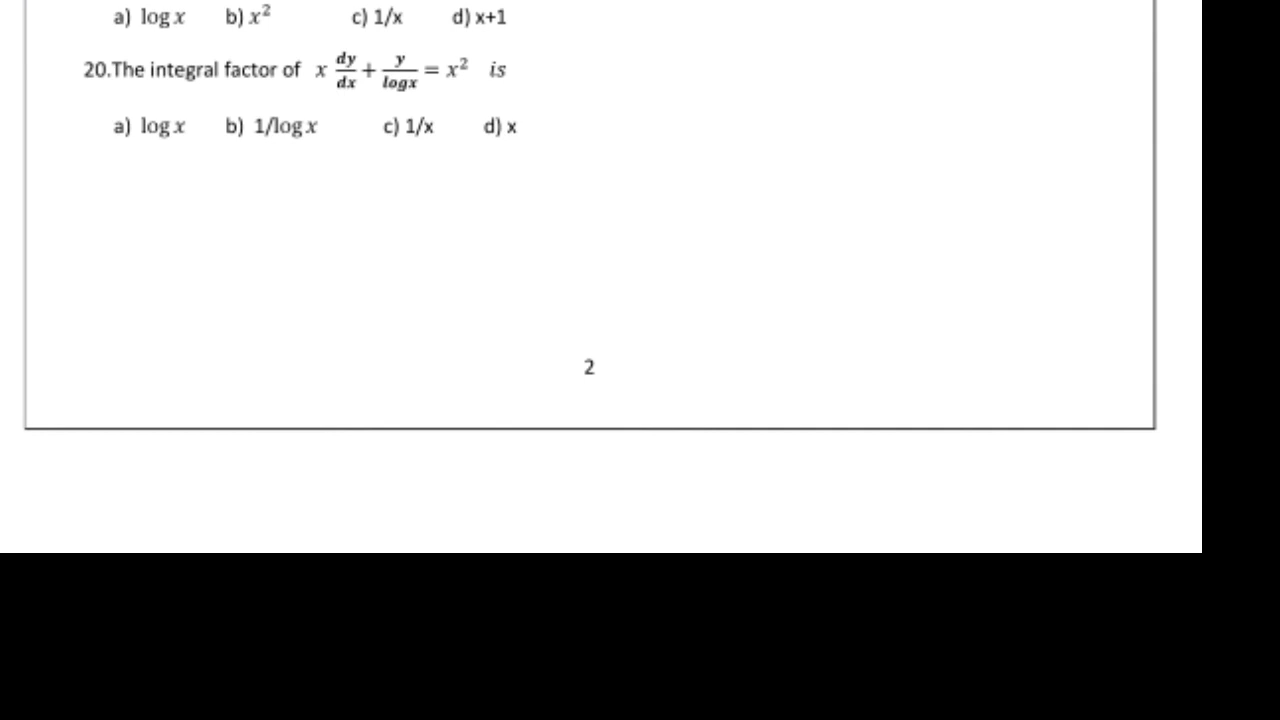 a) log x b) x² c) 1/x d) x+1
20.The integral factor of x dy/dx + y/logx = x² is
a) log x b) 1/log x c) 1/x d) x
2